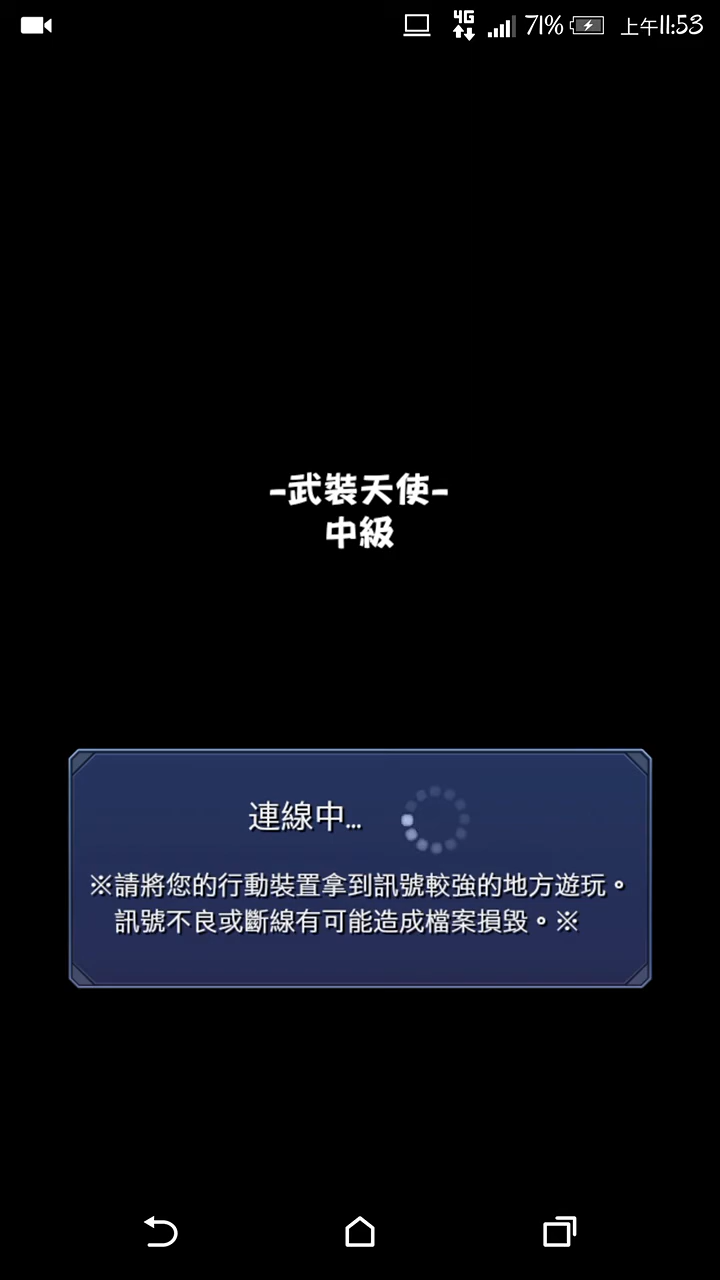 4G 71% 上午11:53
-武裝天使-
中級
連線中...
※請將您的行動裝置拿到訊號較強的地方遊玩。
訊號不良或斷線有可能造成檔案損毀。※